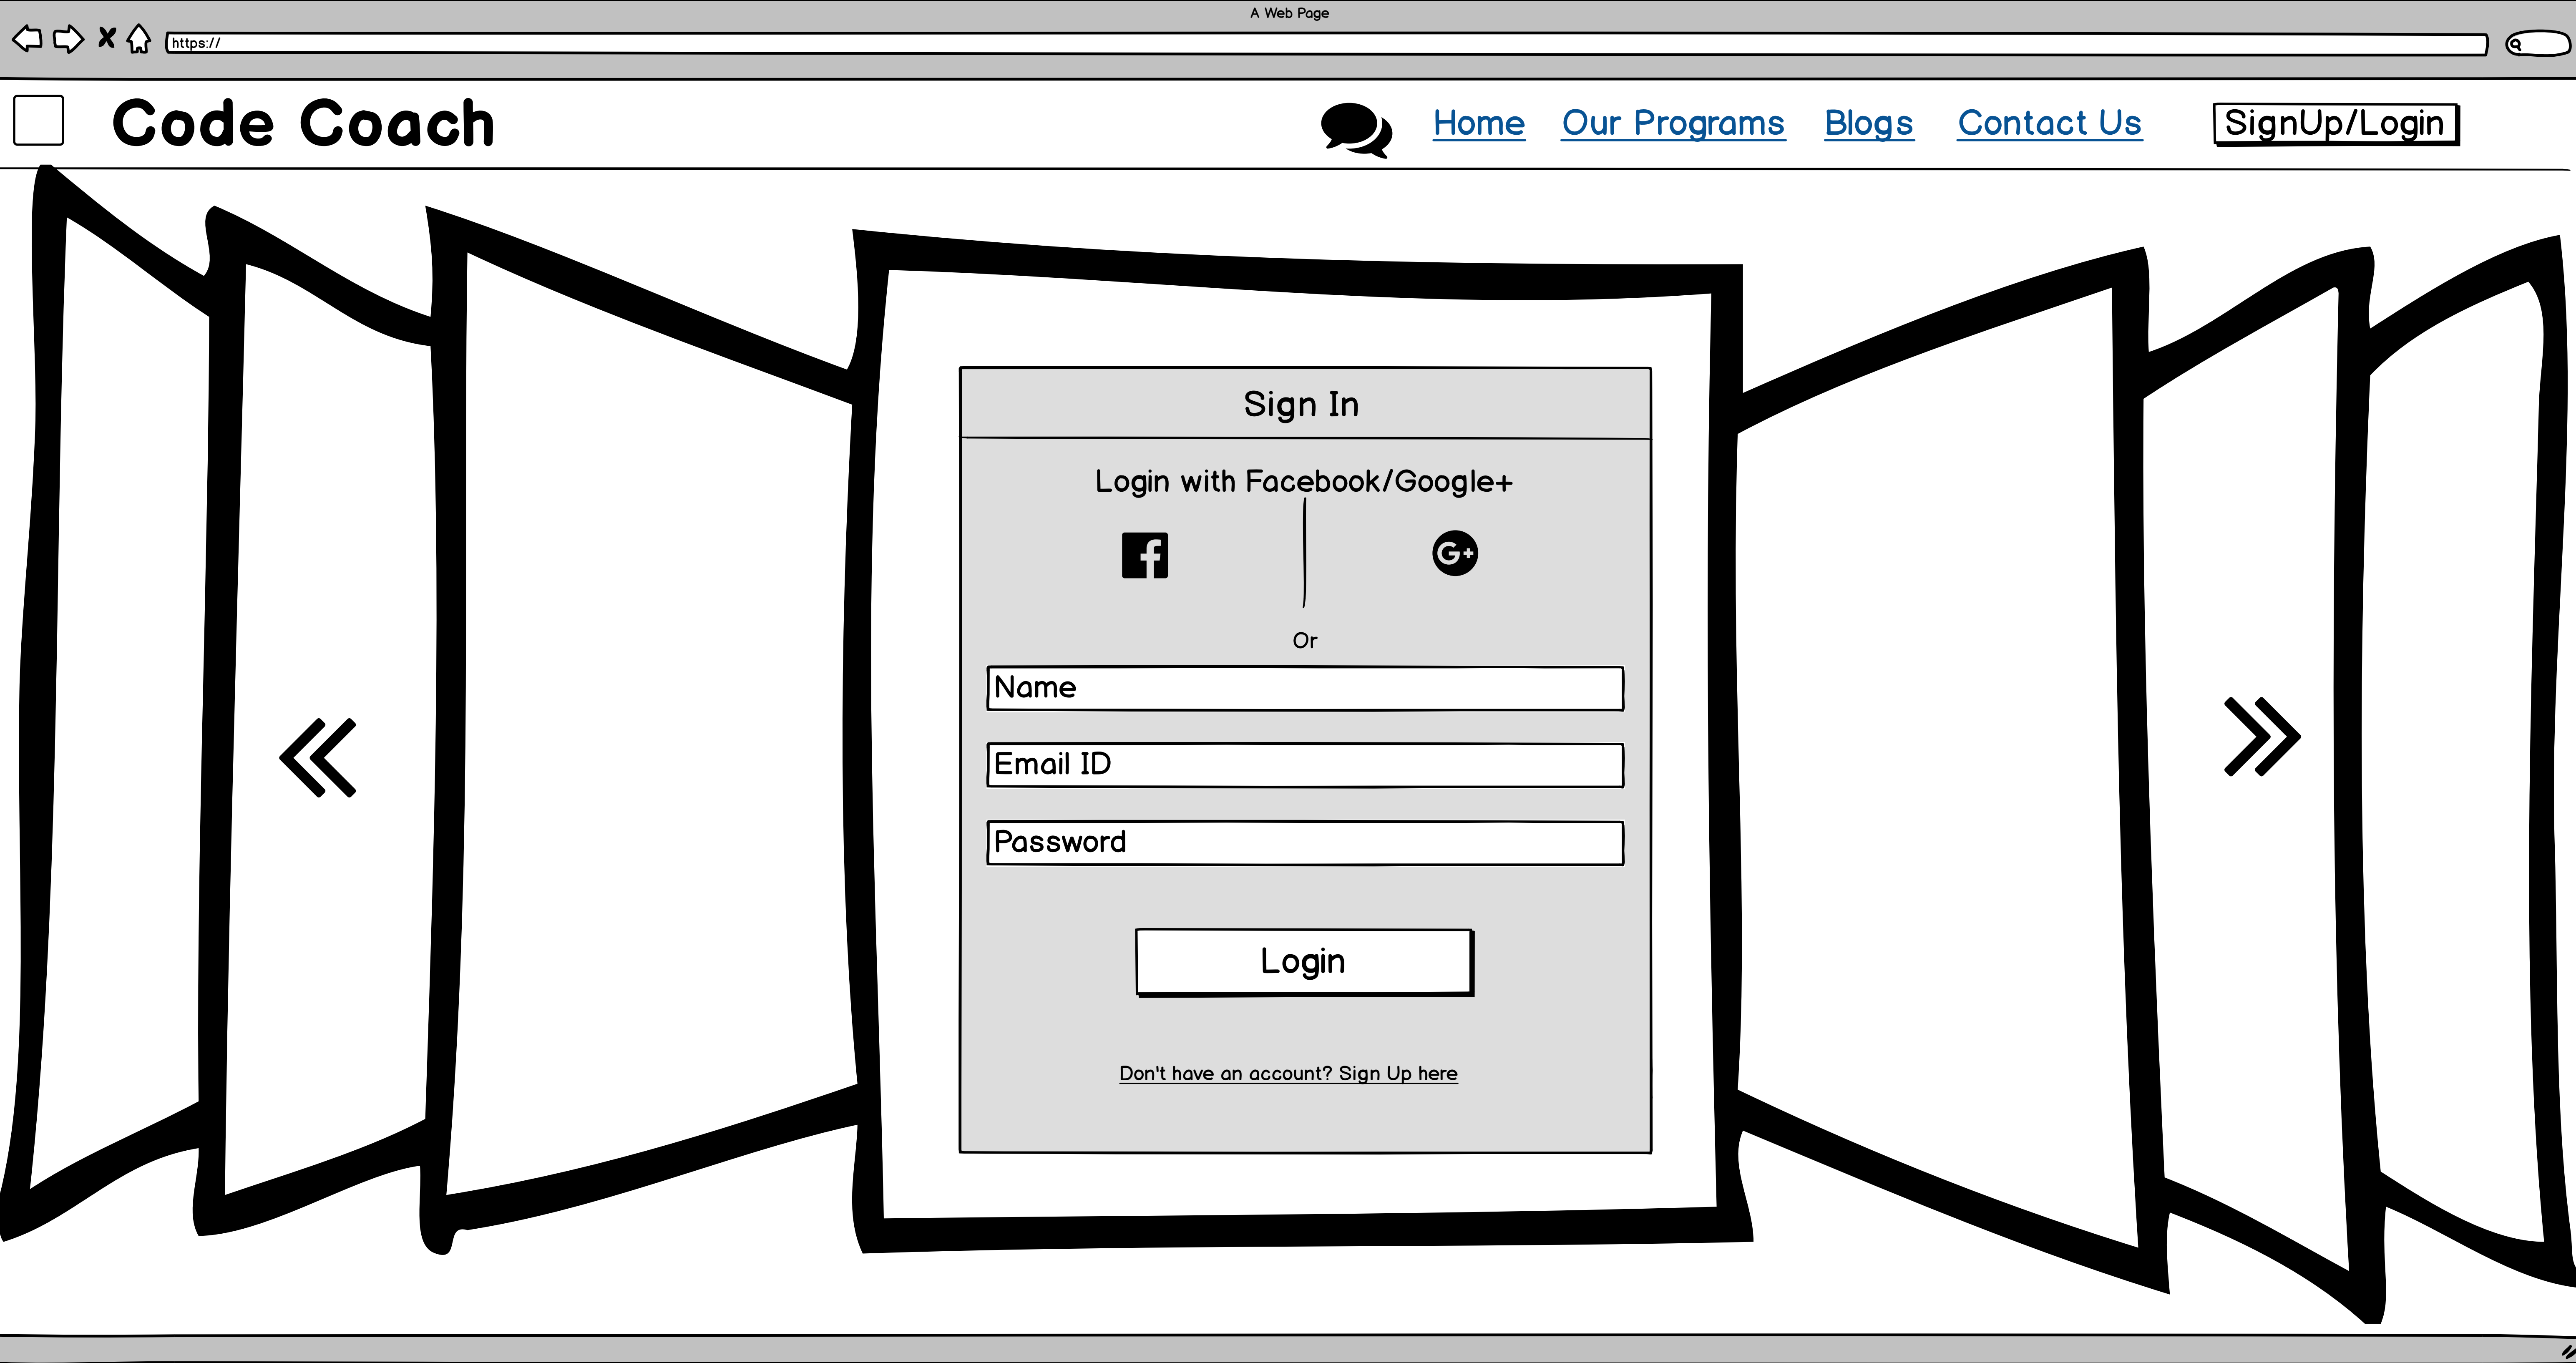 A Web Page
https://
Code Coach
Home Our Programs Blogs Contact Us SignUp/Login
Sign In
Login with Facebook/Google+
f G+
Or
Name
Email ID
Password
Login
Don't have an account? Sign Up here